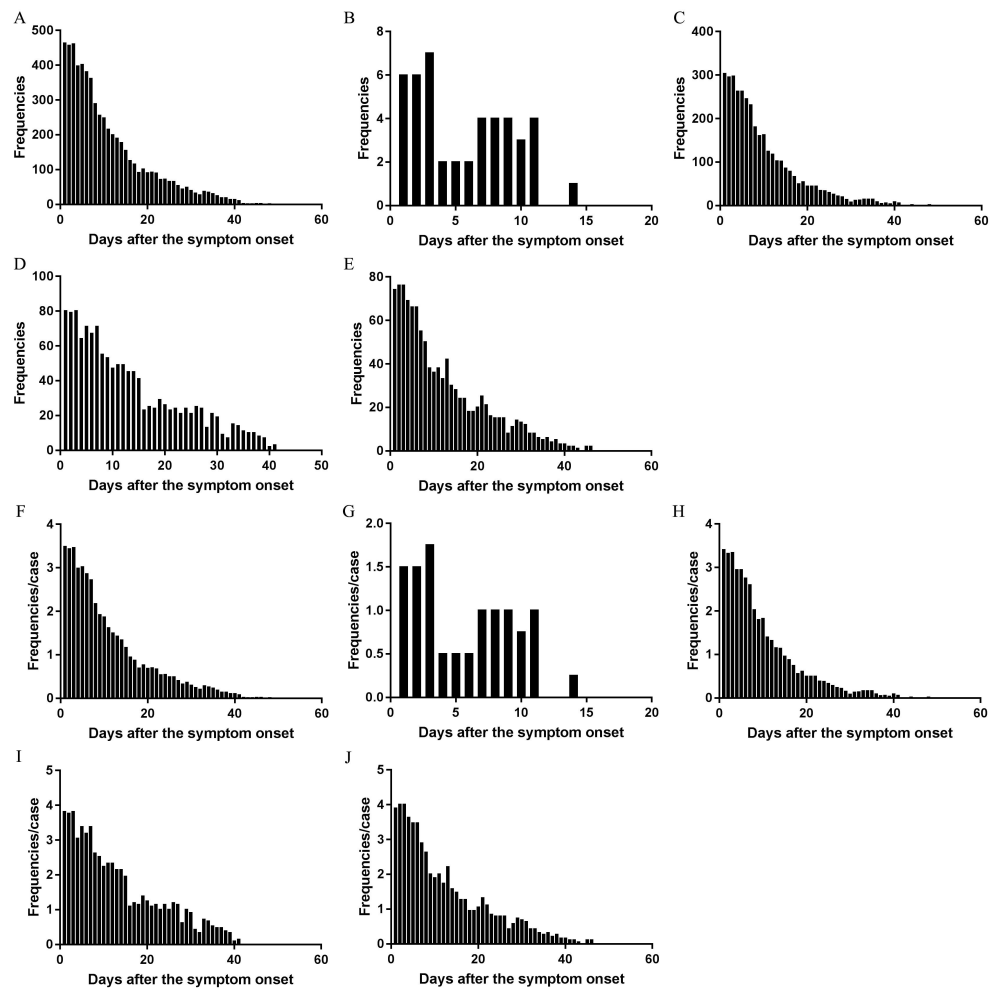 A B C
500
400
300
200
100
0
Frequencies
0 20 40 60
Days after the symptom onset
8
6
4
2
0
Frequencies
0 5 10 15 20
Days after the symptom onset
400
300
200
100
0
Frequencies
0 20 40 60
Days after the symptom onset
D E
100
80
60
40
20
0
Frequencies
0 10 20 30 40 50
Days after the symptom onset
80
60
40
20
0
Frequencies
0 20 40 60
Days after the symptom onset
F G H
4
3
2
1
0
Frequencies/case
0 20 40 60
Days after the symptom onset
2.0
1.5
1.0
0.5
0.0
Frequencies/case
0 5 10 15 20
Days after the symptom onset
4
3
2
1
0
Frequencies/case
0 20 40 60
Days after the symptom onset
I J
5
4
3
2
1
0
Frequencies/case
0 20 40 60
Days after the symptom onset
5
4
3
2
1
0
Frequencies/case
0 20 40 60
Days after the symptom onset